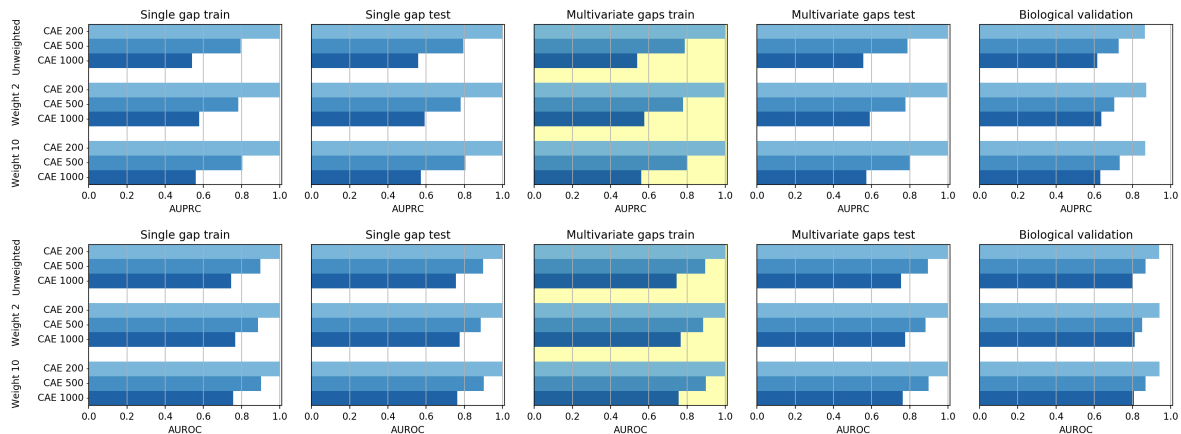 Single gap train
Single gap test
Multivariate gaps train
Multivariate gaps test
Biological validation
Unweighted
CAE 200
CAE 500
CAE 1000
Weight 2
CAE 200
CAE 500
CAE 1000
Weight 10
CAE 200
CAE 500
CAE 1000
0.0 0.2 0.4 0.6 0.8 1.0
0.0 0.2 0.4 0.6 0.8 1.0
0.0 0.2 0.4 0.6 0.8 1.0
0.0 0.2 0.4 0.6 0.8 1.0
0.0 0.2 0.4 0.6 0.8 1.0
AUPRC
AUPRC
AUPRC
AUPRC
AUPRC
Single gap train
Single gap test
Multivariate gaps train
Multivariate gaps test
Biological validation
Unweighted
CAE 200
CAE 500
CAE 1000
Weight 2
CAE 200
CAE 500
CAE 1000
Weight 10
CAE 200
CAE 500
CAE 1000
0.0 0.2 0.4 0.6 0.8 1.0
0.0 0.2 0.4 0.6 0.8 1.0
0.0 0.2 0.4 0.6 0.8 1.0
0.0 0.2 0.4 0.6 0.8 1.0
0.0 0.2 0.4 0.6 0.8 1.0
AUROC
AUROC
AUROC
AUROC
AUROC